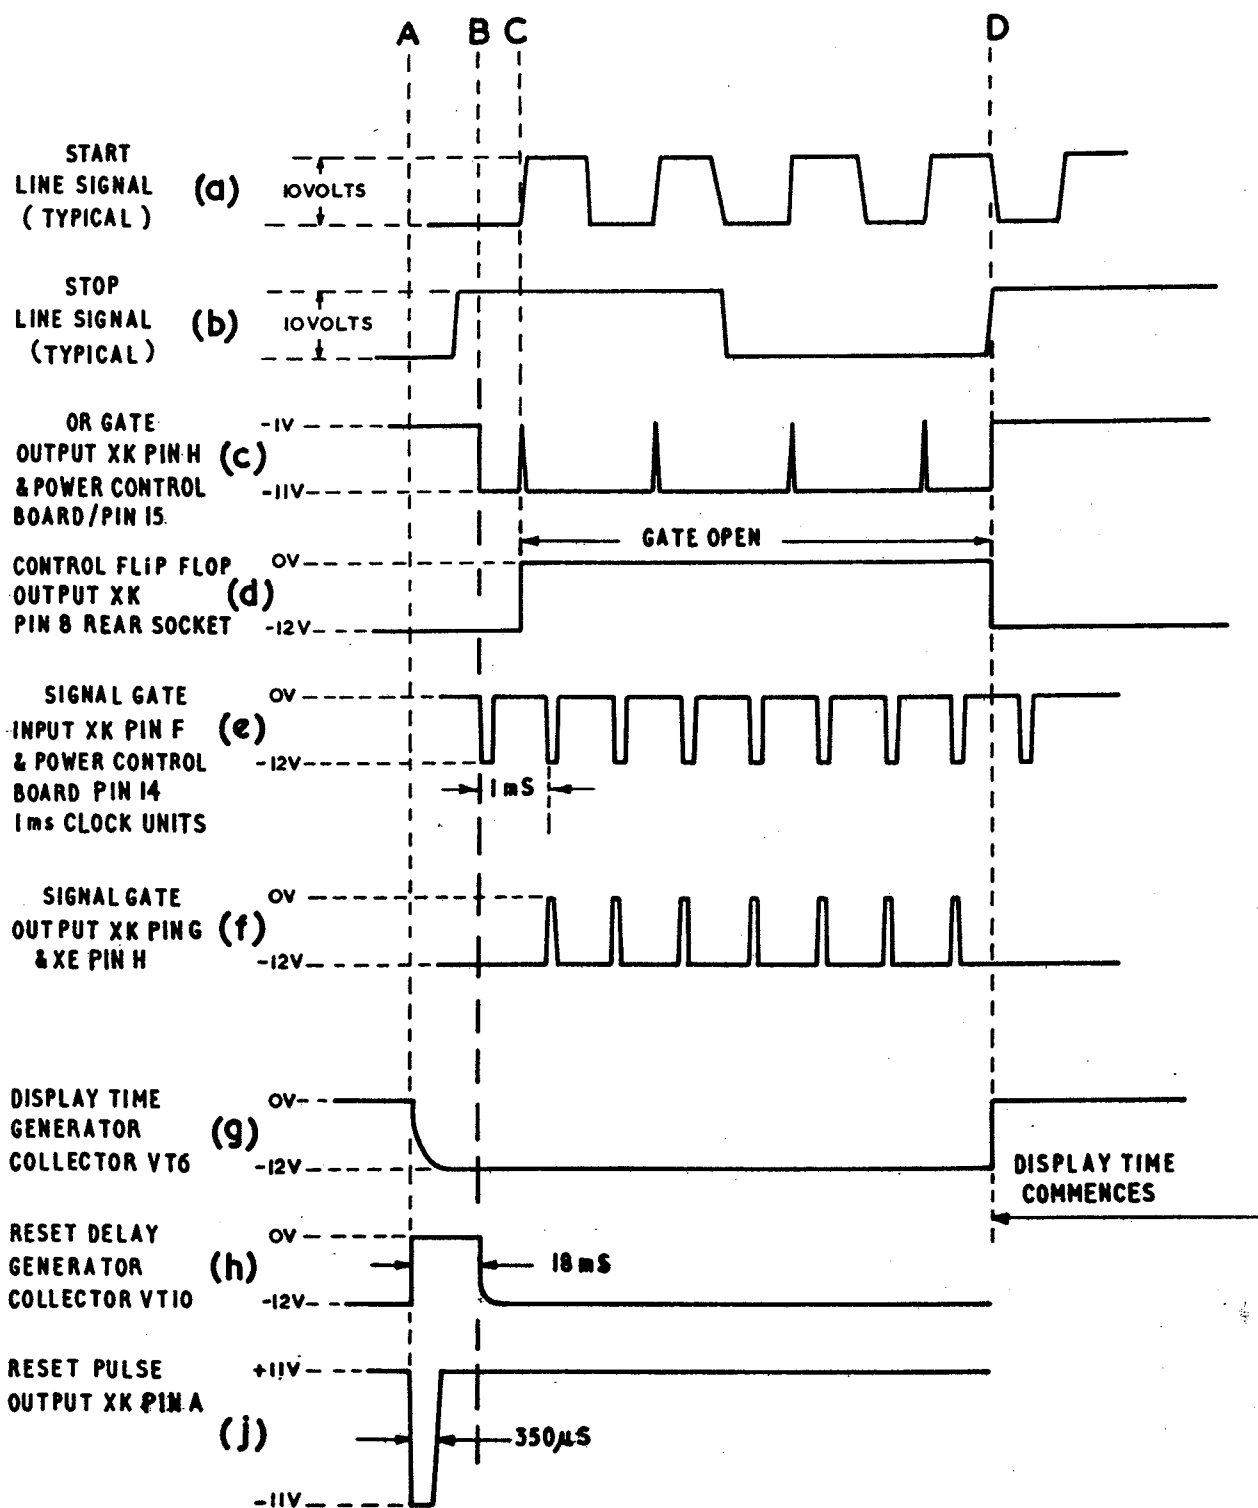 A B C D
START
LINE SIGNAL (a)
(TYPICAL)
10VOLTS
STOP
LINE SIGNAL (b)
(TYPICAL)
10VOLTS
OR GATE
OUTPUT XK PIN H (c)
& POWER CONTROL
BOARD/PIN 15
-1V
-11V
GATE OPEN
CONTROL FLIP FLOP
OUTPUT XK (d)
PIN 8 REAR SOCKET
0V
-12V
SIGNAL GATE
INPUT XK PIN F (e)
& POWER CONTROL
BOARD PIN 14
1ms CLOCK UNITS
0V
-12V
1mS
SIGNAL GATE
OUTPUT XK PIN G (f)
& XE PIN H
0V
-12V
DISPLAY TIME
GENERATOR (g)
COLLECTOR VT6
0V
-12V
DISPLAY TIME
COMMENCES
RESET DELAY
GENERATOR (h)
COLLECTOR VT10
0V
-12V
18mS
RESET PULSE
OUTPUT XK PIN A
(j)
+11V
-11V
350µS